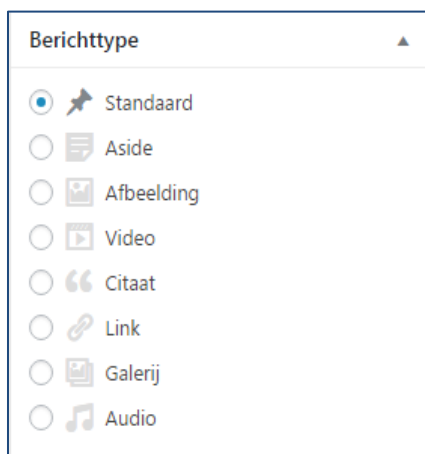 Berichttype
Standaard
Aside
Afbeelding
Video
Citaat
Link
Galerij
Audio